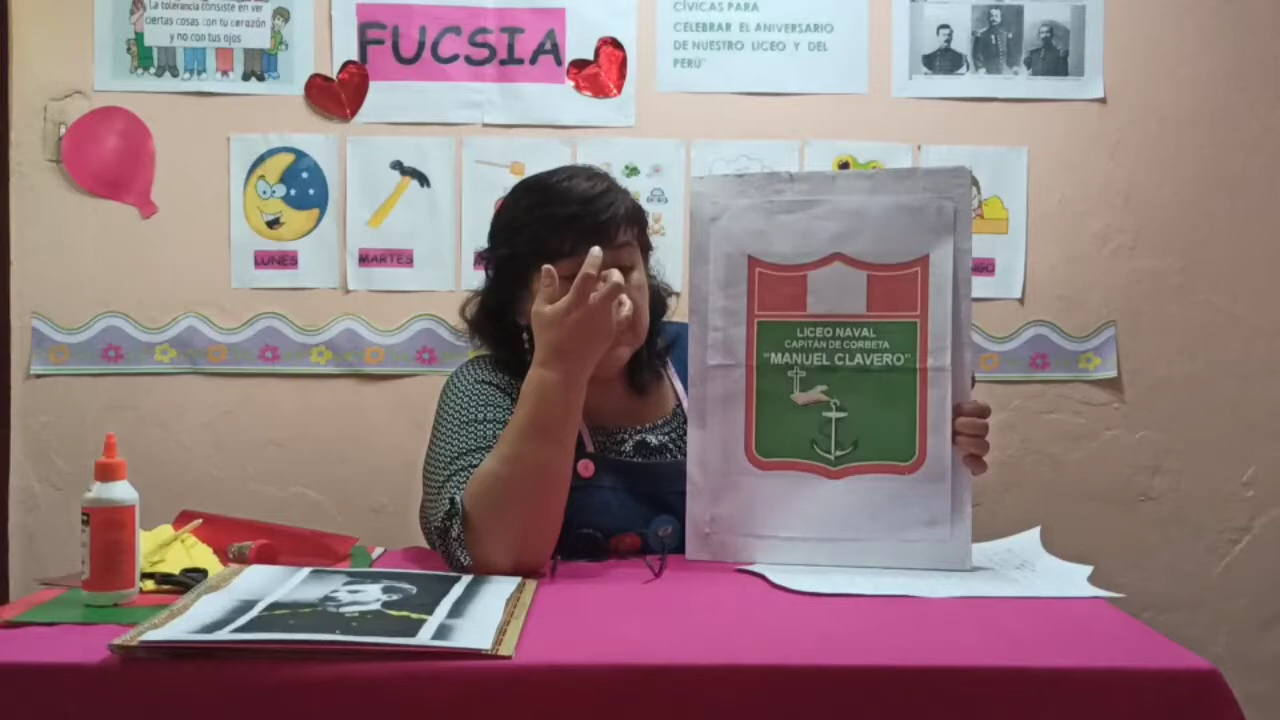 La tolerancia consiste en ver
ciertas cosas con tu corazón
y no con tus ojos
FUCSIA
CÍVICAS PARA
CELEBRAR EL ANIVERSARIO
DE NUESTRO LICEO Y DEL
PERÚ"
LUNES
MARTES
LICEO NAVAL
CAPITÁN DE CORBETA
"MANUEL CLAVERO"